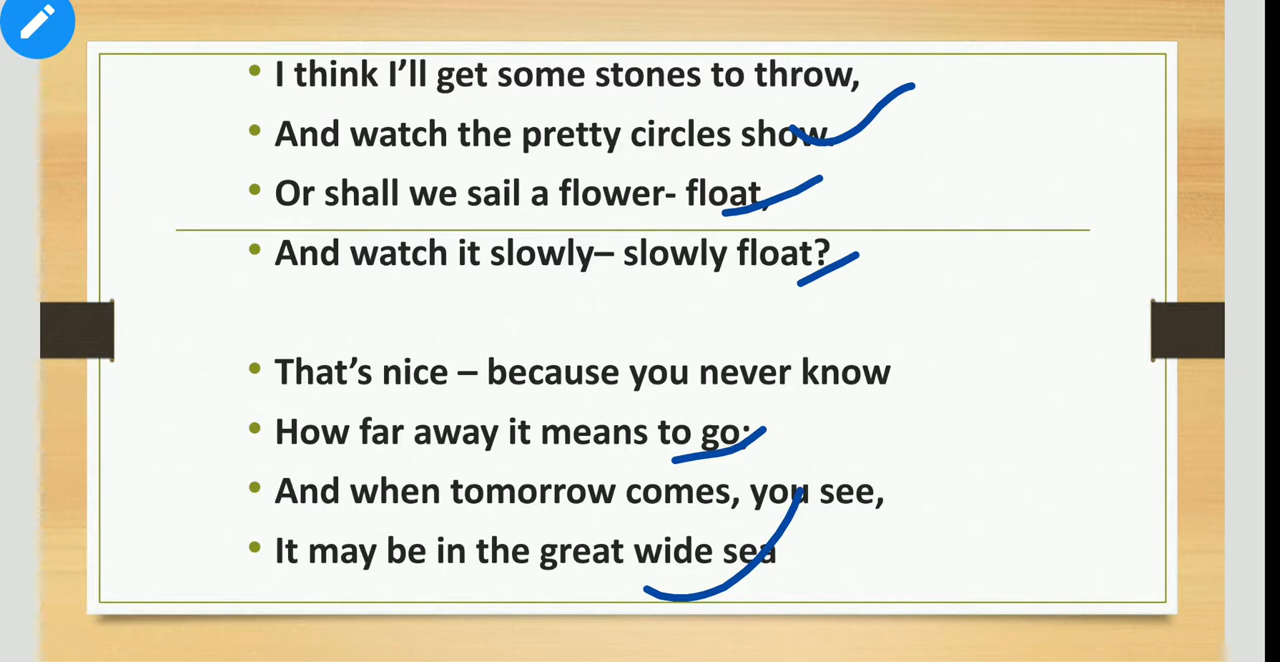 • I think I'll get some stones to throw,
• And watch the pretty circles show.
• Or shall we sail a flower- float,
• And watch it slowly– slowly float?
• That's nice – because you never know
• How far away it means to go;
• And when tomorrow comes, you see,
• It may be in the great wide sea